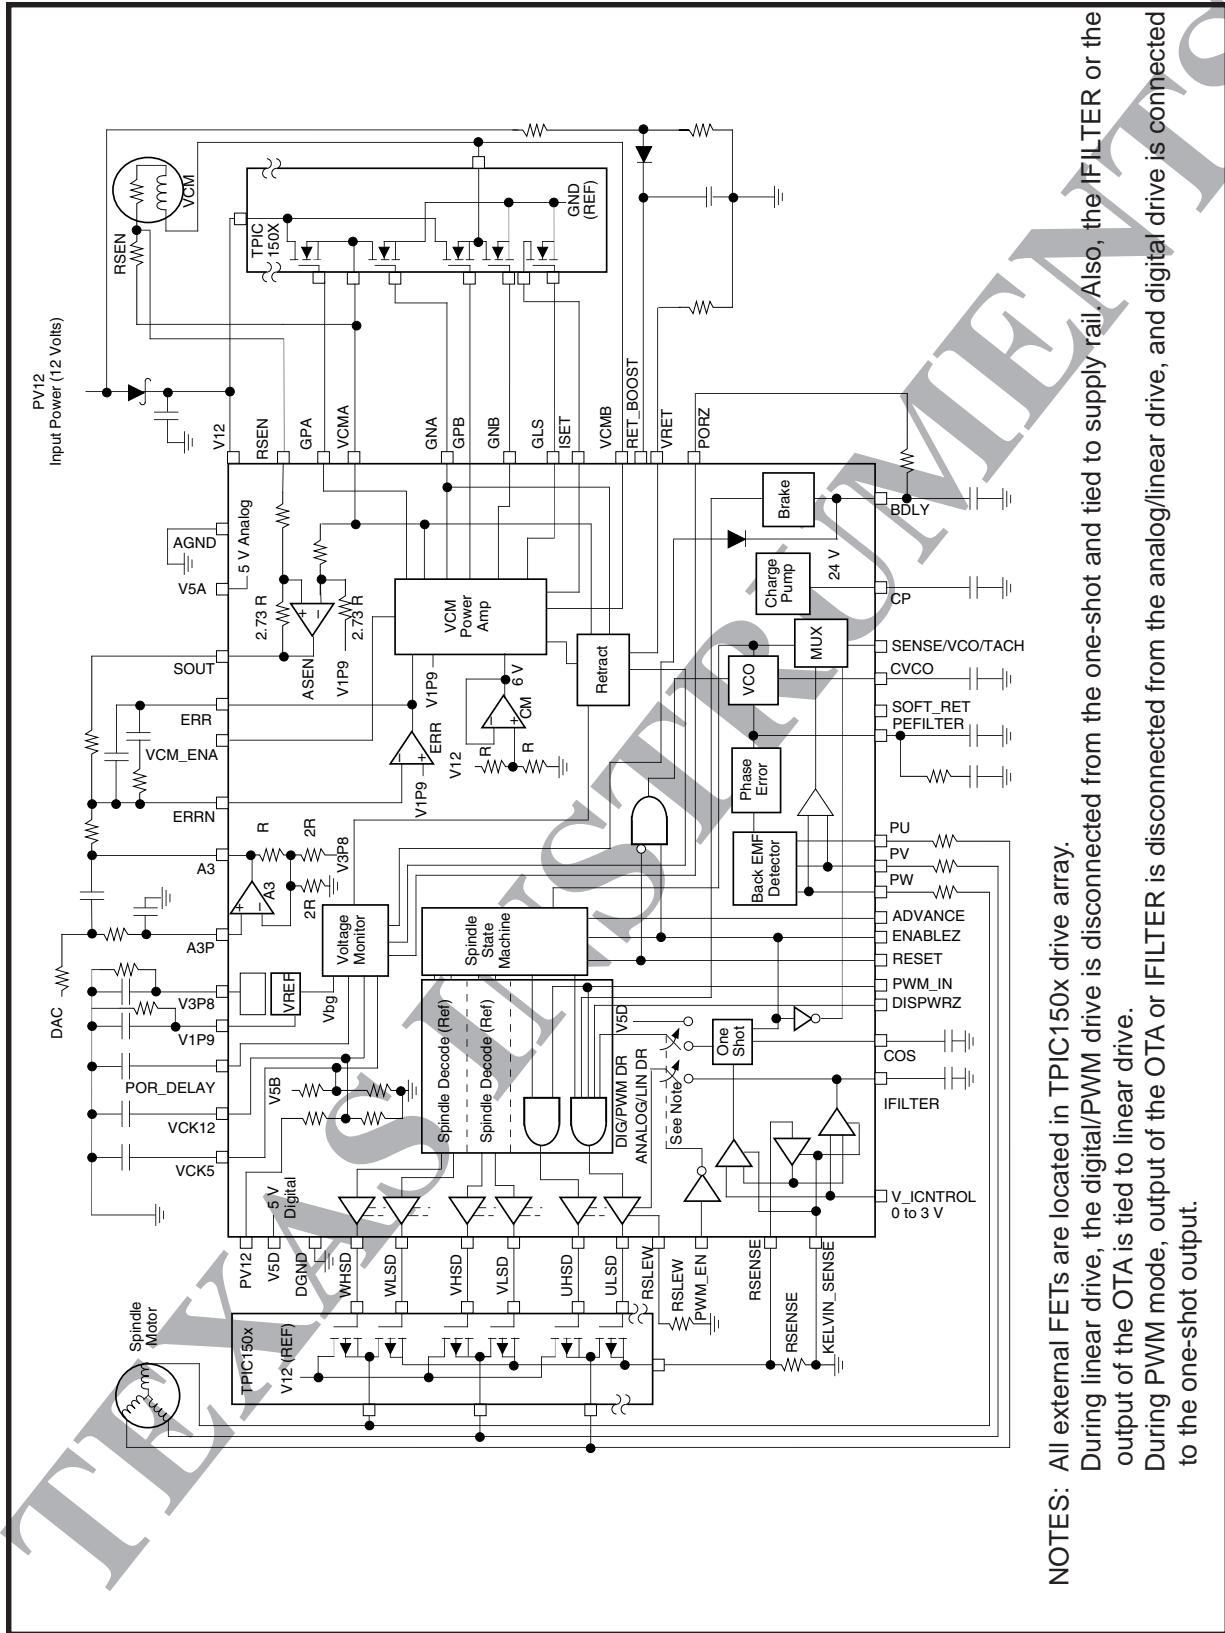 PV12
Input Power (12 Volts)
RSEN
VCM
TPIC
150X
GND
(REF)
V12
RSEN
GPA
VCMA
GNA
GPB
GNB
GLS
ISET
VCMB
RET_BOOST
VRET
PORZ
AGND
V5A
5 V Analog
SOUT
2.73 R
2.73 R
ASEN
V1P9
ERR
VCM_ENA
ERRN
V1P9
ERR
VCM
Power
Amp
V1P9
6 V
CM
V12
R
R
Retract
Brake
BDLY
24 V
Charge
Pump
CP
MUX
SENSE/VCO/TACH
VCO
CVCO
SOFT_RET
PEFILTER
Phase
Error
Back EMF
Detector
PU
PV
PW
ADVANCE
ENABLEZ
RESET
PWM_IN
DISPWRZ
COS
IFILTER
V_ICNTROL
0 to 3 V
DAC
A3
A3P
A3
R
2R
2R
V3P8
V3P8
V1P9
VREF
Vbg
Voltage
Monitor
POR_DELAY
VCK12
VCK5
V5B
Spindle
State
Machine
Spindle Decode (Ref)
Spindle Decode (Ref)
DIG/PWM DR
ANALOG/LIN DR
V5D
See Note
One
Shot
PV12
V5D
5 V
Digital
DGND
WHSD
WLSD
VHSD
VLSD
UHSD
ULSD
RSLEW
RSLEW
PWM_EN
RSENSE
RSENSE
KELVIN_SENSE
Spindle
Motor
TPIC150x
V12 (REF)
NOTES: All external FETs are located in TPIC150x drive array.
During linear drive, the digital/PWM drive is disconnected from the one-shot and tied to supply rail. Also, the IFILTER or the
output of the OTA is tied to linear drive.
During PWM mode, output of the OTA or IFILTER is disconnected from the analog/linear drive, and digital drive is connected
to the one-shot output.
TEXAS INSTRUMENTS